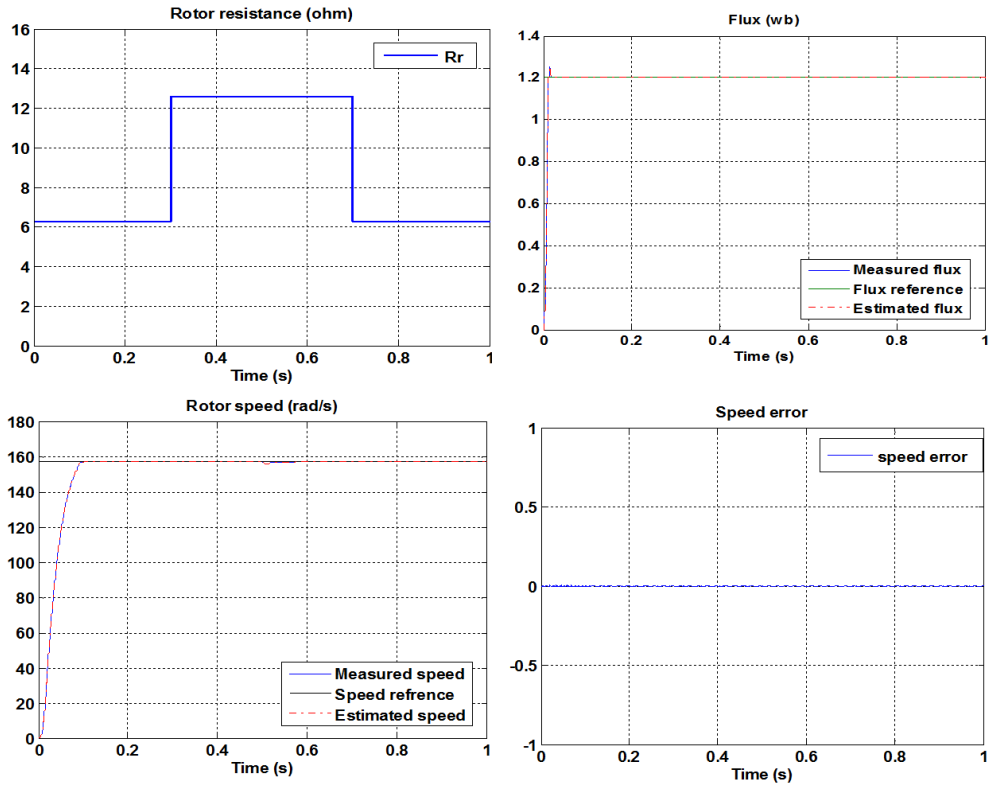 Rotor resistance (ohm)
16
14
12
10
8
6
4
2
0
Rr
0 0.2 0.4 0.6 0.8 1
Time (s)
Flux (wb)
1.4
1.2
1
0.8
0.6
0.4
0.2
0
Measured flux
Flux reference
Estimated flux
0 0.2 0.4 0.6 0.8 1
Time (s)
Rotor speed (rad/s)
180
160
140
120
100
80
60
40
20
0
Measured speed
Speed refrence
Estimated speed
0 0.2 0.4 0.6 0.8 1
Time (s)
Speed error
1
0.5
0
-0.5
-1
speed error
0 0.2 0.4 0.6 0.8 1
Time (s)